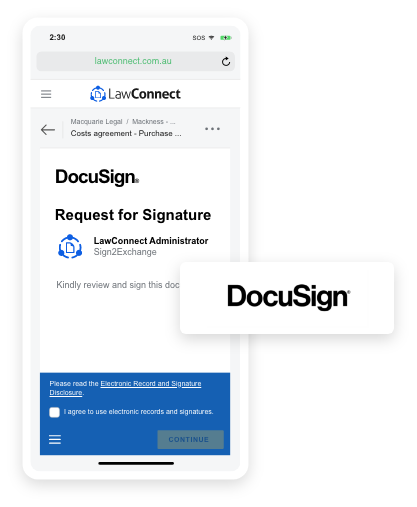 2:30 SOS
lawconnect.com.au
LawConnect
Macquarie Legal / Mackness - ...
Costs agreement - Purchase ...
DocuSign®
Request for Signature
LawConnect Administrator
Sign2Exchange
Kindly review and sign this doc
DocuSign®
Please read the Electronic Record and Signature
Disclosure.
I agree to use electronic records and signatures.
CONTINUE